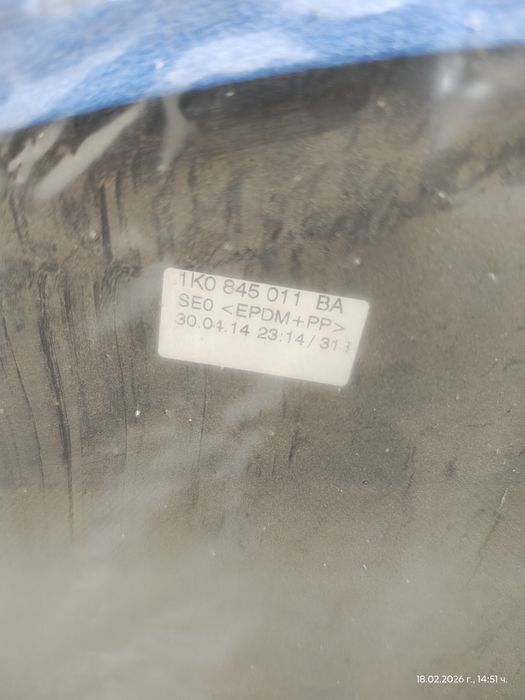 1K0 845 011 BA
SE0 <EPDM+PP>
30.04.14 23:14/ 31
18.02.2026 г., 14:51 ч.